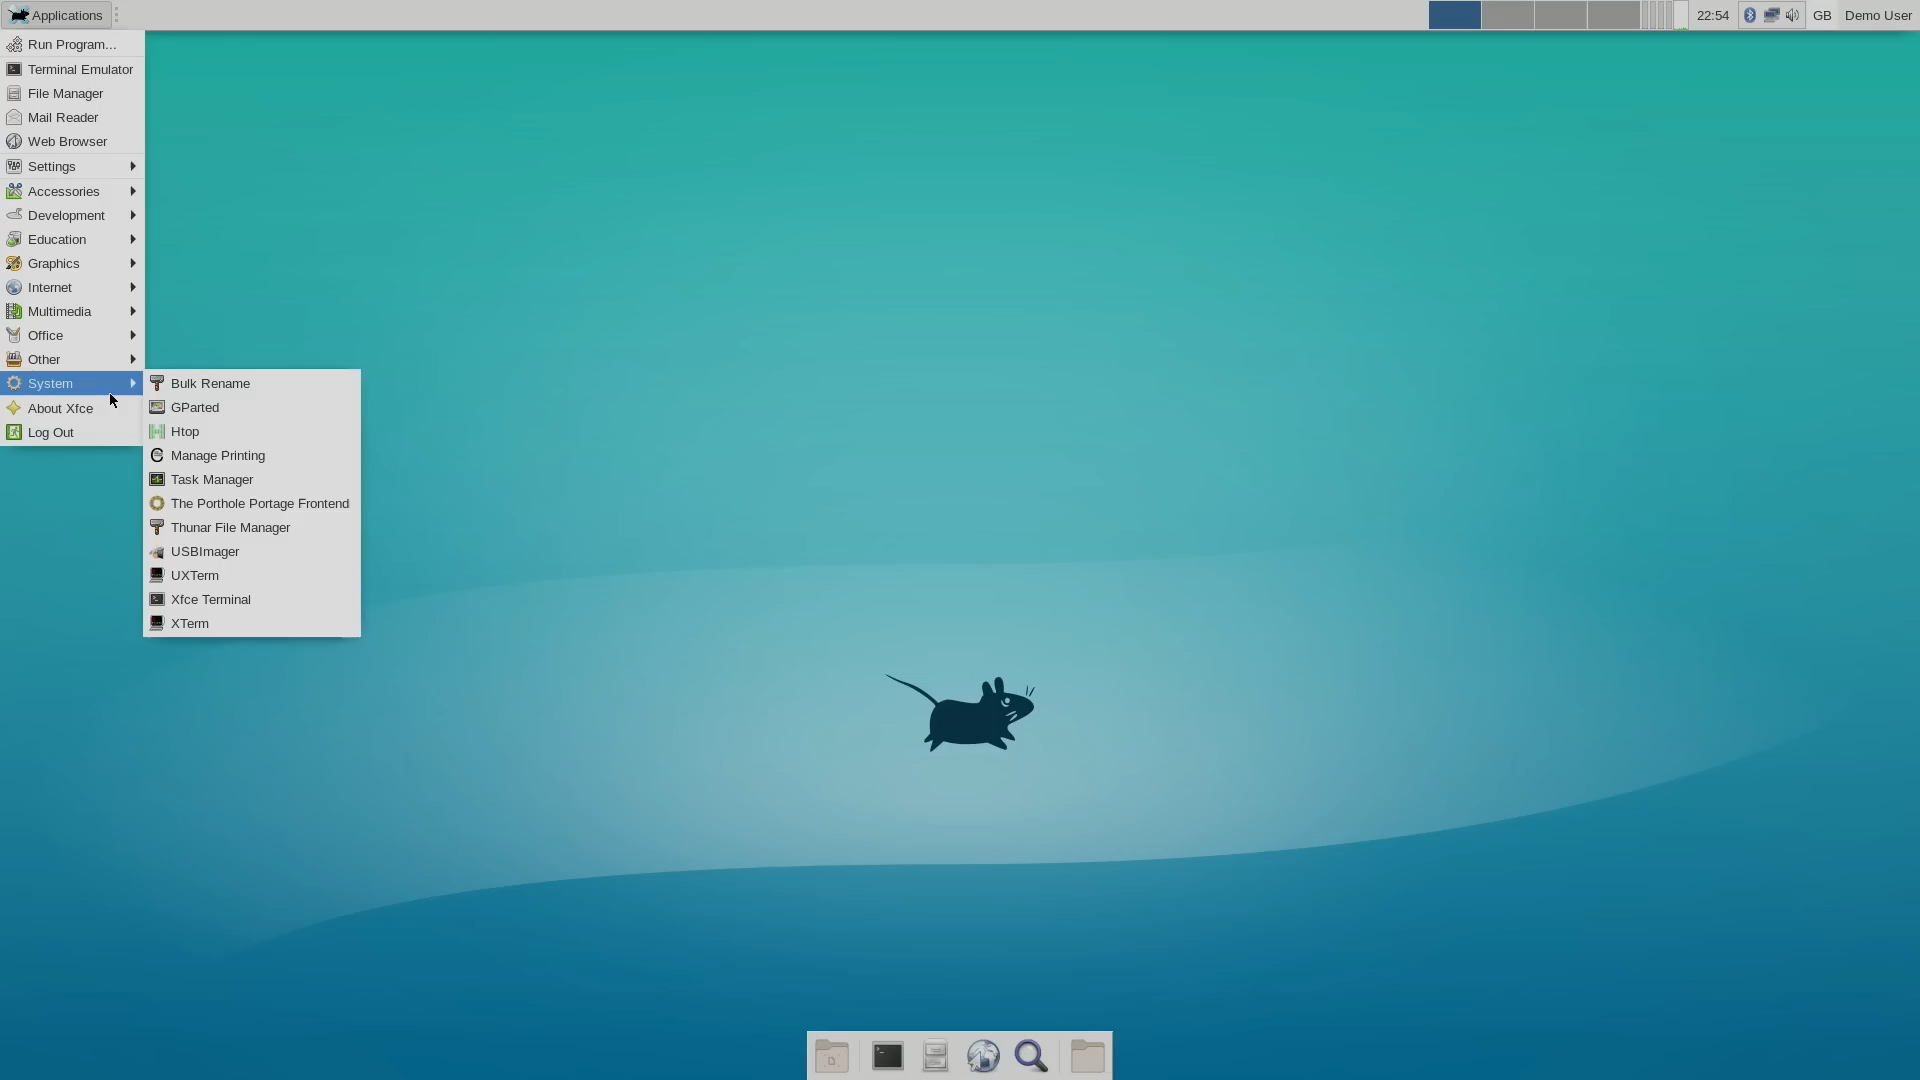 Applications
22:54
GB
Demo User
Run Program...
Terminal Emulator
File Manager
Mail Reader
Web Browser
Settings
Accessories
Development
Education
Graphics
Internet
Multimedia
Office
Other
System
About Xfce
Log Out
Bulk Rename
GParted
Htop
Manage Printing
Task Manager
The Porthole Portage Frontend
Thunar File Manager
USBImager
UXTerm
Xfce Terminal
XTerm